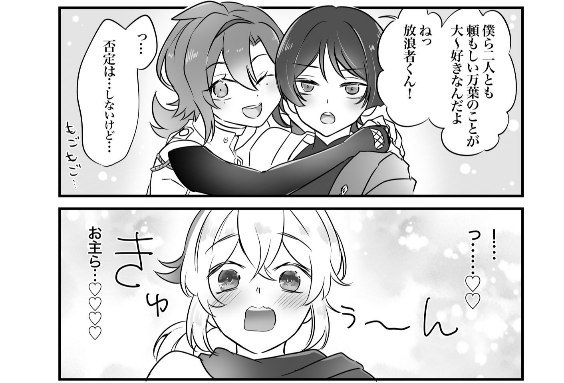 僕ら二人とも
頼もしい万葉のことが
大〜好きなんだよ
ねっ
放浪者くん！
っ…
否定は…しないけど…
もごもご…
！…
っ……♡♡
きゅぅ〜ん
お主ら…♡♡♡♡